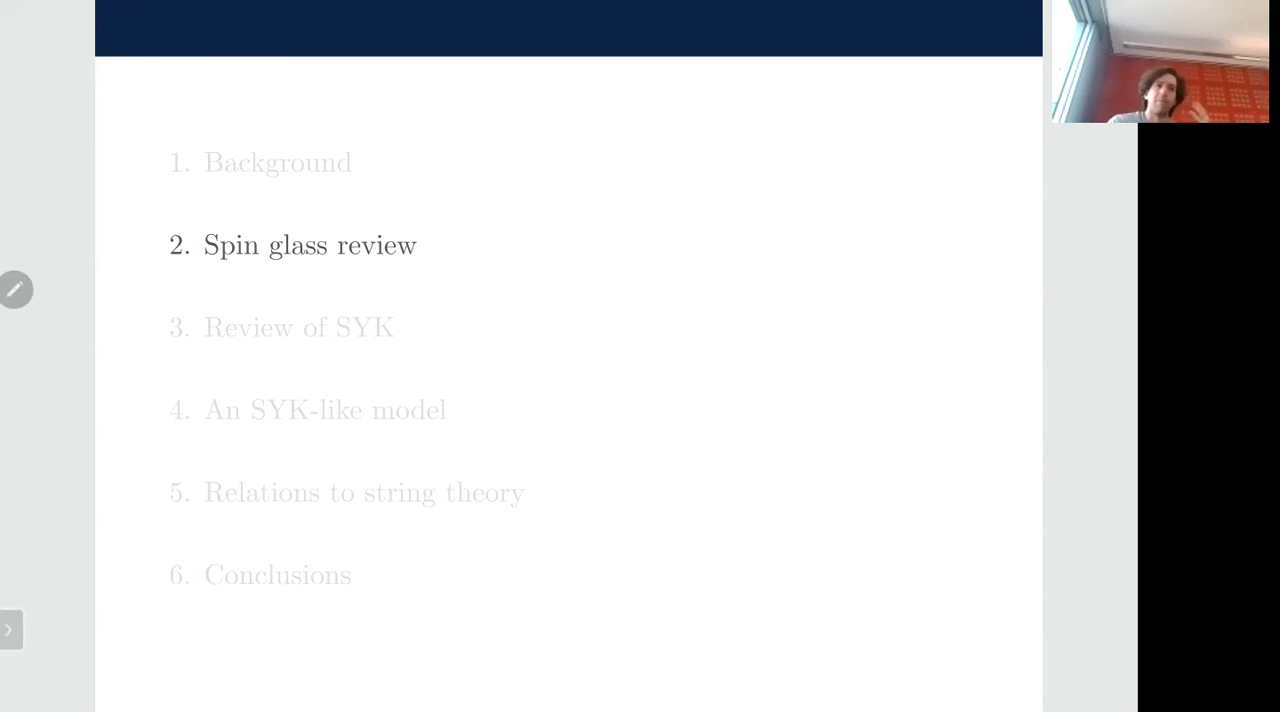 1. Background
2. Spin glass review
3. Review of SYK
4. An SYK-like model
5. Relations to string theory
6. Conclusions